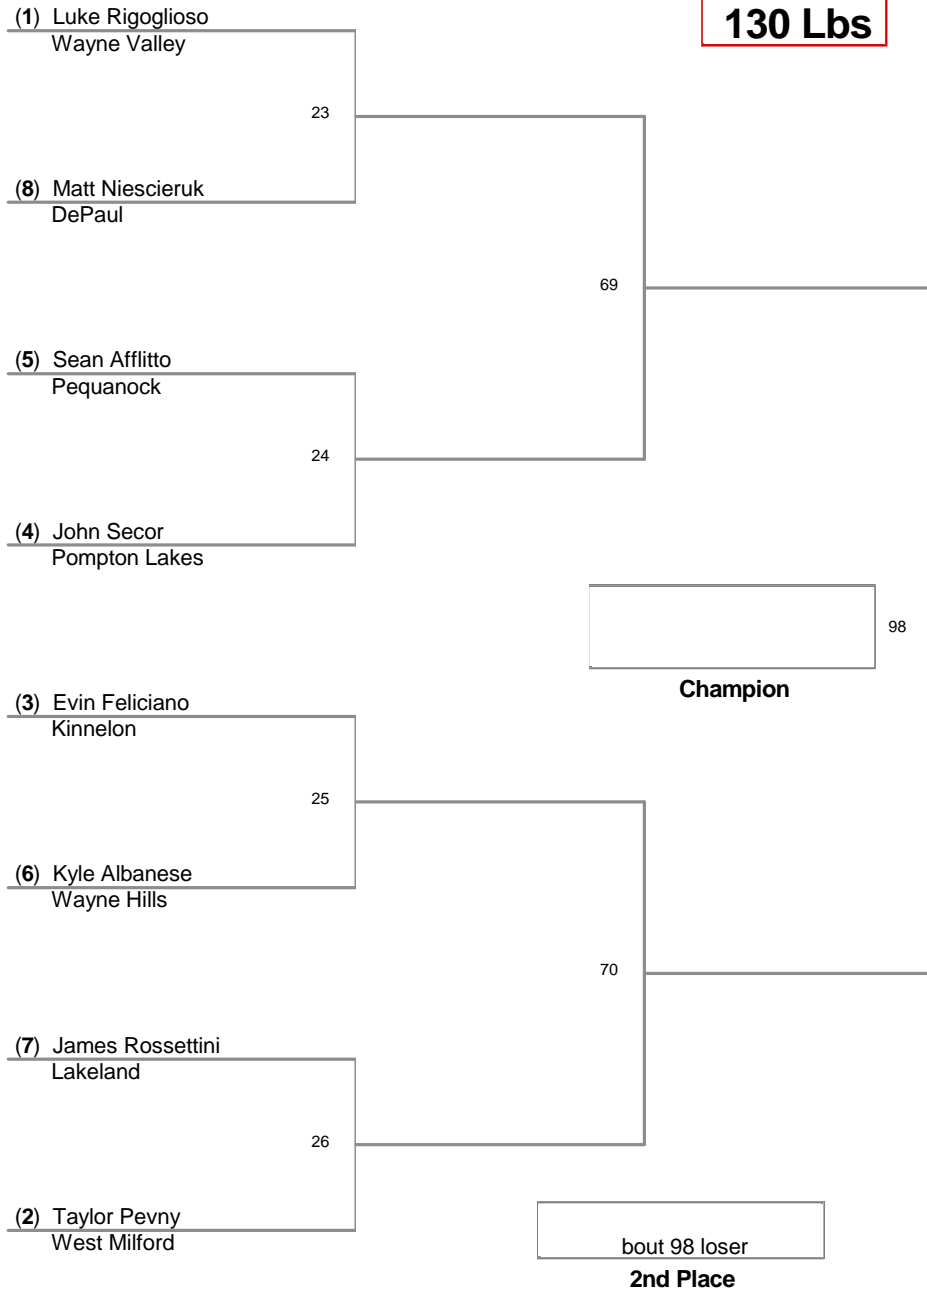 (1) Luke Rigoglioso
130 Lbs
Wayne Valley
23
(8) Matt Niescieruk
DePaul
69
(5) Sean Afflitto
Pequanock
24
(4) John Secor
Pompton Lakes
98
Champion
(3) Evin Feliciano
Kinnelon
25
(6) Kyle Albanese
Wayne Hills
70
(7) James Rossettini
Lakeland
26
(2) Taylor Pevny
West Milford
bout 98 loser
2nd Place